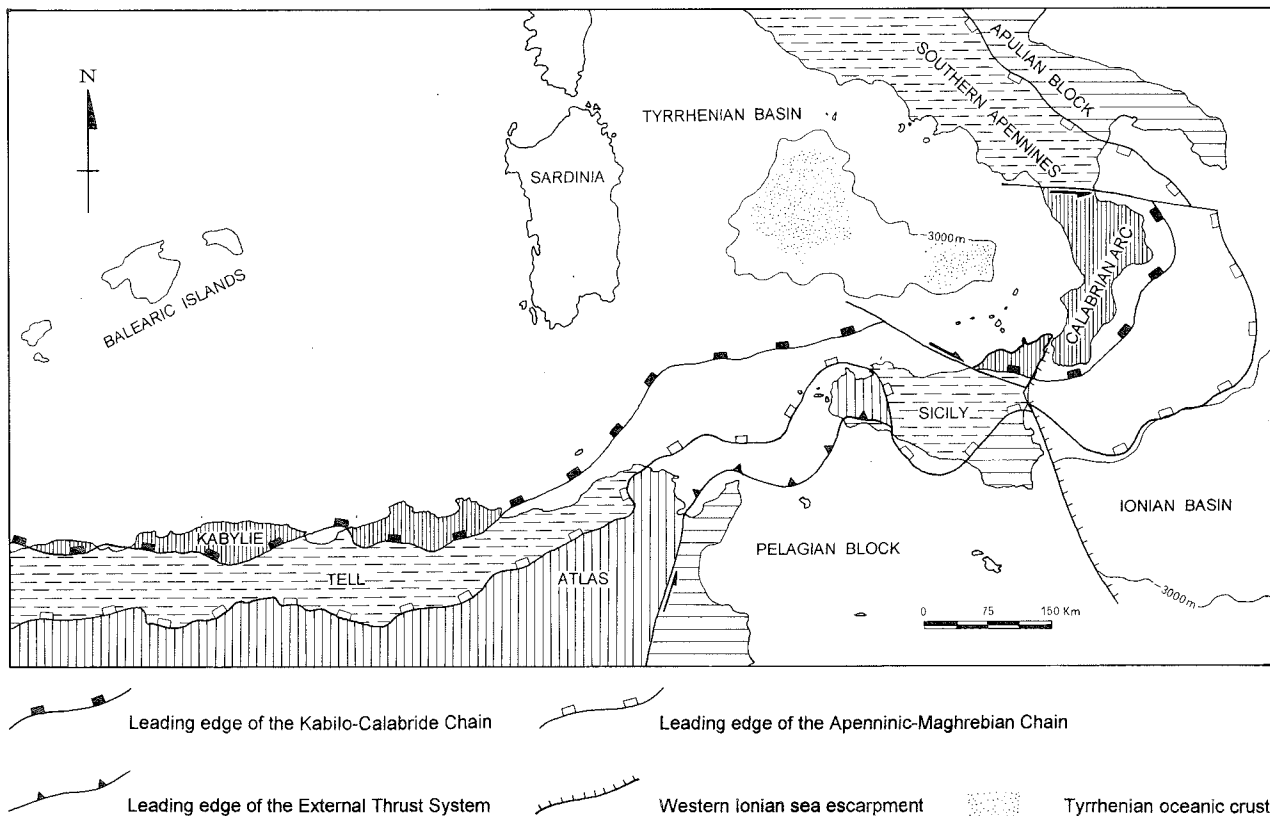 N
TYRRHENIAN BASIN
SARDINIA
SOUTHERN APENNINES
APULIAN BLOCK
3000m
BALEARIC ISLANDS
CALABRIAN ARC
SICILY
IONIAN BASIN
KABYLIE
TELL
ATLAS
PELAGIAN BLOCK
3000m
0 75 150 Km
Leading edge of the Kabilo-Calabride Chain
Leading edge of the Apenninic-Maghrebian Chain
Leading edge of the External Thrust System
Western Ionian sea escarpment
Tyrrhenian oceanic crust